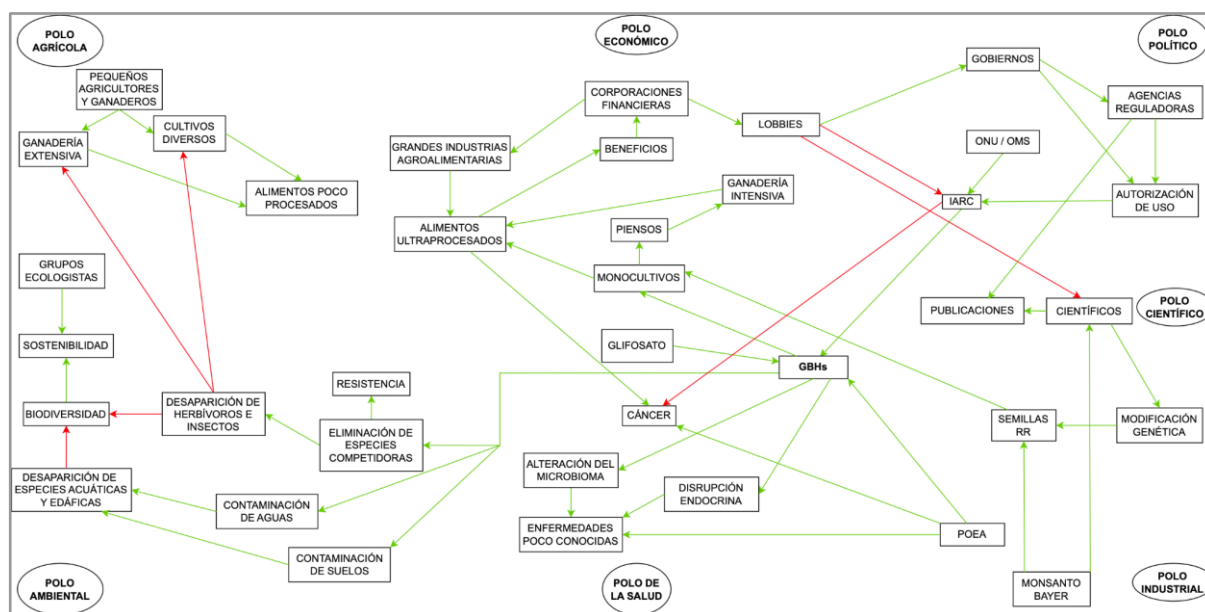 POLO
AGRÍCOLA
POLO
ECONÓMICO
POLO
POLÍTICO
PEQUEÑOS
AGRICULTORES
Y GANADEROS
GANADERÍA
EXTENSIVA
CULTIVOS
DIVERSOS
ALIMENTOS POCO
PROCESADOS
CORPORACIONES
FINANCIERAS
GRANDES INDUSTRIAS
AGROALIMENTARIAS
BENEFICIOS
LOBBIES
GOBIERNOS
AGENCIAS
REGULADORAS
ONU / OMS
IARC
AUTORIZACIÓN
DE USO
GANADERÍA
INTENSIVA
ALIMENTOS
ULTRAPROCESADOS
PIENSOS
MONOCULTIVOS
GRUPOS
ECOLOGISTAS
SOSTENIBILIDAD
PUBLICACIONES
CIENTÍFICOS
POLO
CIENTÍFICO
GLIFOSATO
GBHs
RESISTENCIA
BIODIVERSIDAD
DESAPARICIÓN DE
HERBÍVOROS E
INSECTOS
ELIMINACIÓN DE
ESPECIES
COMPETIDORAS
CÁNCER
SEMILLAS
RR
MODIFICACIÓN
GENÉTICA
DESAPARICIÓN DE
ESPECIES ACUÁTICAS
Y EDÁFICAS
CONTAMINACIÓN
DE AGUAS
ALTERACIÓN DEL
MICROBIOMA
DISRUPCIÓN
ENDOCRINA
ENFERMEDADES
POCO CONOCIDAS
POEA
CONTAMINACIÓN
DE SUELOS
MONSANTO
BAYER
POLO
AMBIENTAL
POLO DE
LA SALUD
POLO
INDUSTRIAL